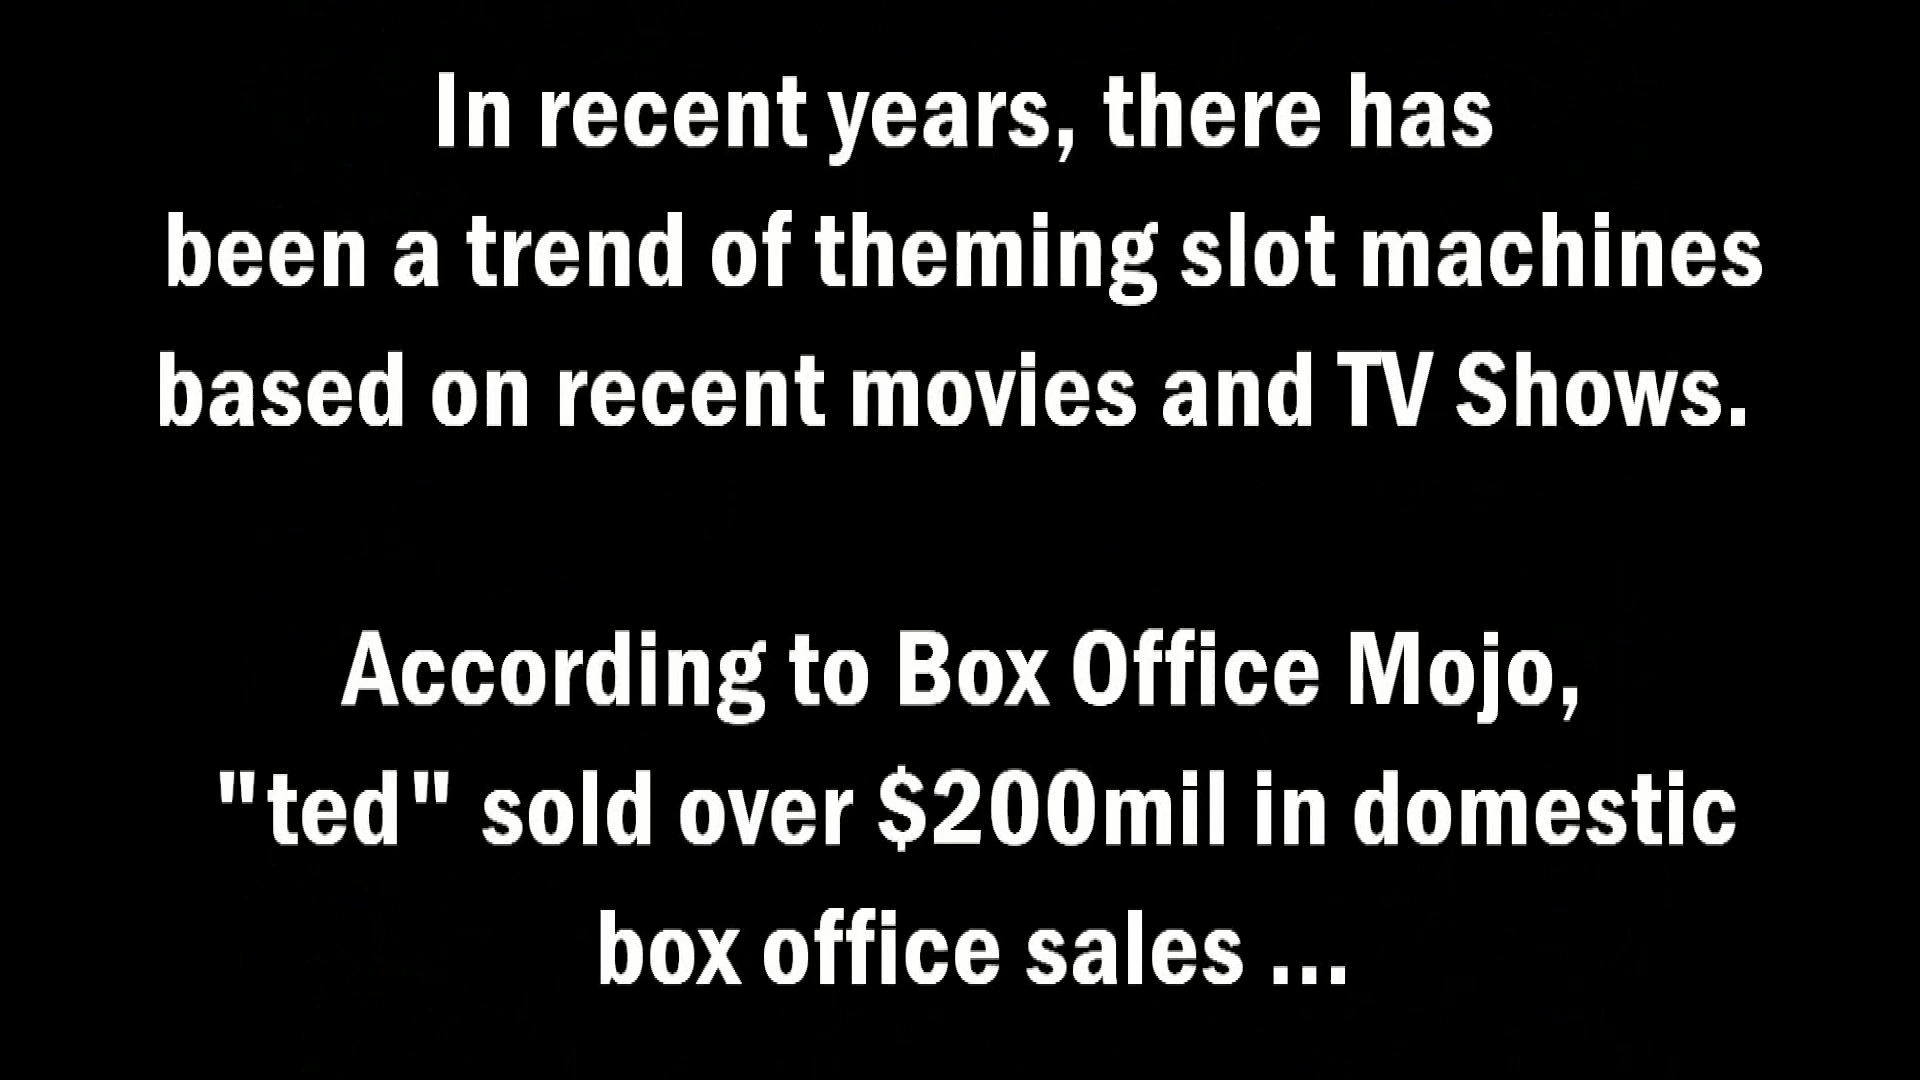 In recent years, there has
been a trend of theming slot machines
based on recent movies and TV Shows.
According to Box Office Mojo,
"ted" sold over $200mil in domestic
box office sales ...